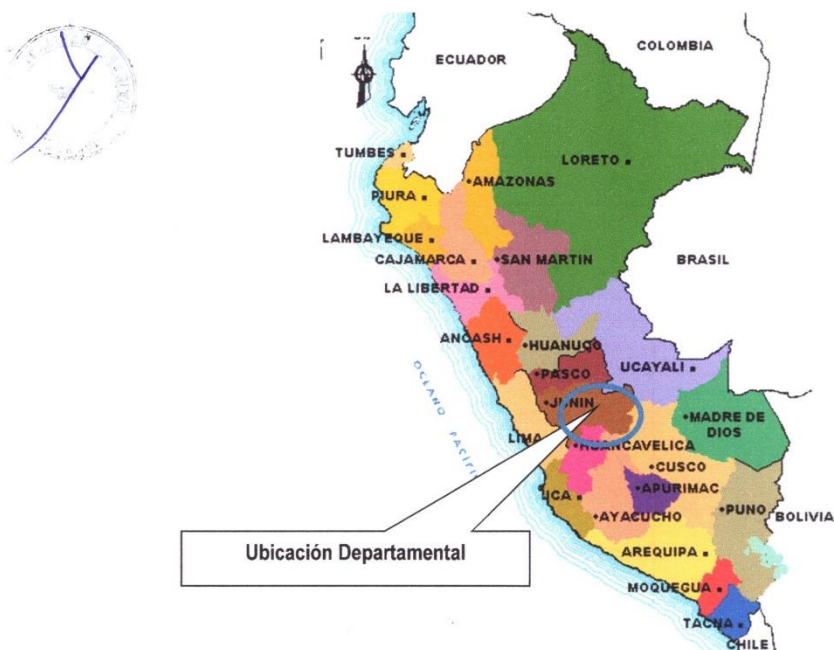 COLOMBIA
ECUADOR
TUMBES
LORETO
AMAZONAS
PIURA
LAMBAYEQUE
CAJAMARCA
SAN MARTIN
BRASIL
LA LIBERTAD
ANCASH
HUANUCO
UCAYALI
PASCO
JUNIN
MADRE DE
DIOS
OCEANO PACÍFI
LIMA
HUANCAVELICA
CUSCO
ICA
APURIMAC
PUNO
AYACUCHO
BOLIVIA
Ubicación Departamental
AREQUIPA
MOQUEGUA
TACNA
CHILE